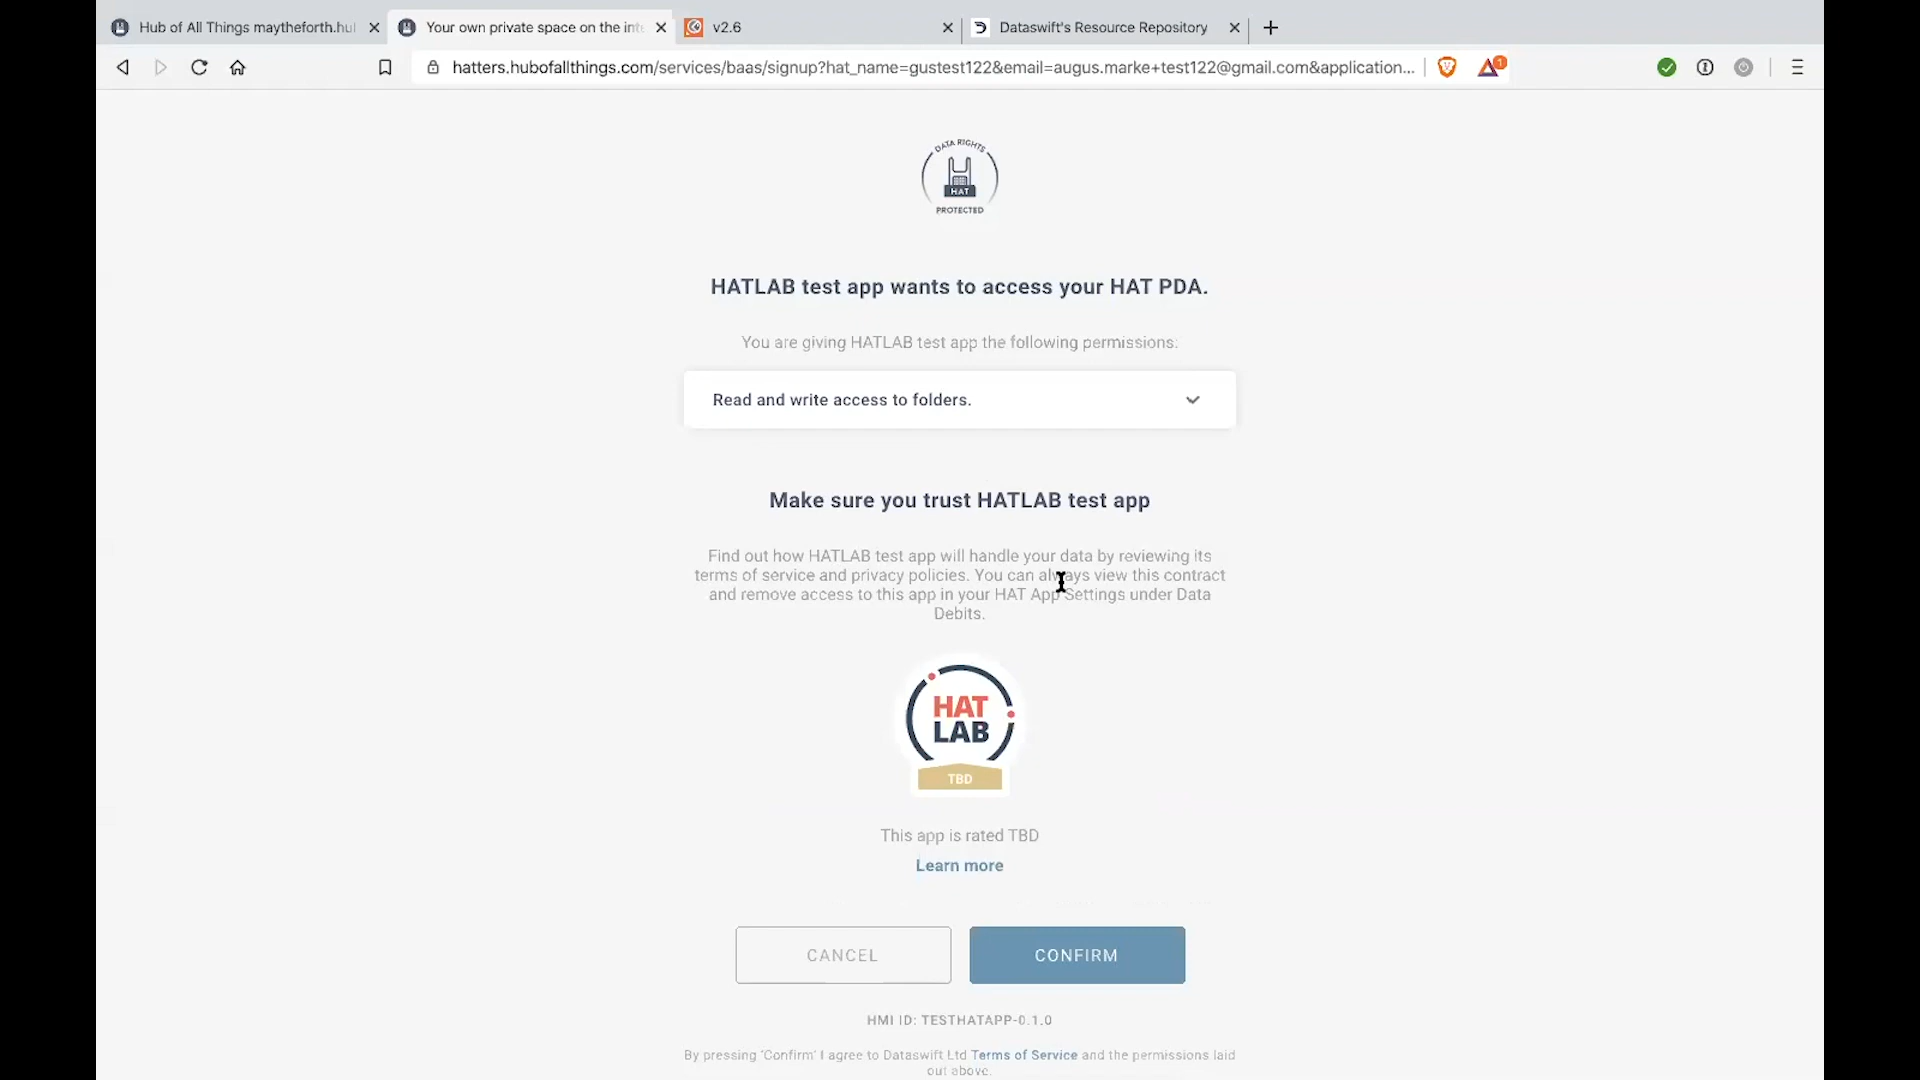 Hub of All Things maytheforth.hul
Your own private space on the inte
v2.6
Dataswift's Resource Repository
hatters.hubofallthings.com/services/baas/signup?hat_name=gustest122&email=augus.marke+test122@gmail.com&application...
1
DATA RIGHTS
HAT
PROTECTED
HATLAB test app wants to access your HAT PDA.
You are giving HATLAB test app the following permissions:
Read and write access to folders.
Make sure you trust HATLAB test app
Find out how HATLAB test app will handle your data by reviewing its
terms of service and privacy policies. You can always view this contract
and remove access to this app in your HAT App Settings under Data
Debits.
HAT
LAB
TBD
This app is rated TBD
Learn more
CANCEL
CONFIRM
HMI ID: TESTHATAPP-0.1.0
By pressing 'Confirm' I agree to Dataswift Ltd Terms of Service and the permissions laid
out above.